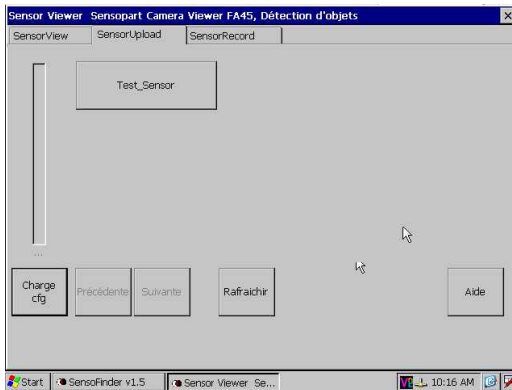 Sensor Viewer Sensopart Camera Viewer FA45, Détection d'objets
SensorView SensorUpload SensorRecord
Test_Sensor
...
Charge cfg
Précédente
Suivante
Rafraichir
Aide
Start SensoFinder v1.5 Sensor Viewer Se... 10:16 AM